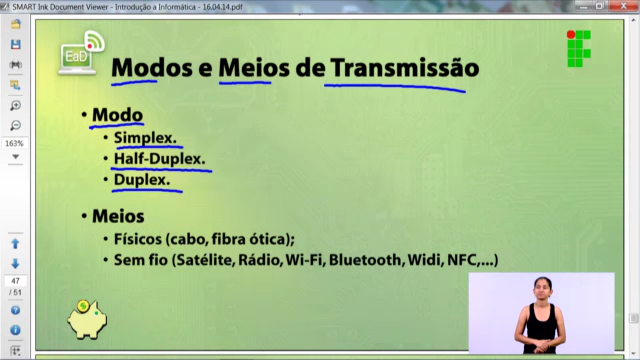 SMART Ink Document Viewer - Introdução a Informática - 16.04.14.pdf
EaD
Modos e Meios de Transmissão
• Modo
• Simplex.
• Half-Duplex.
• Duplex.
• Meios
• Físicos (cabo, fibra ótica);
• Sem fio (Satélite, Rádio, Wi-Fi, Bluetooth, Widi, NFC,...)
163%
47
/ 51